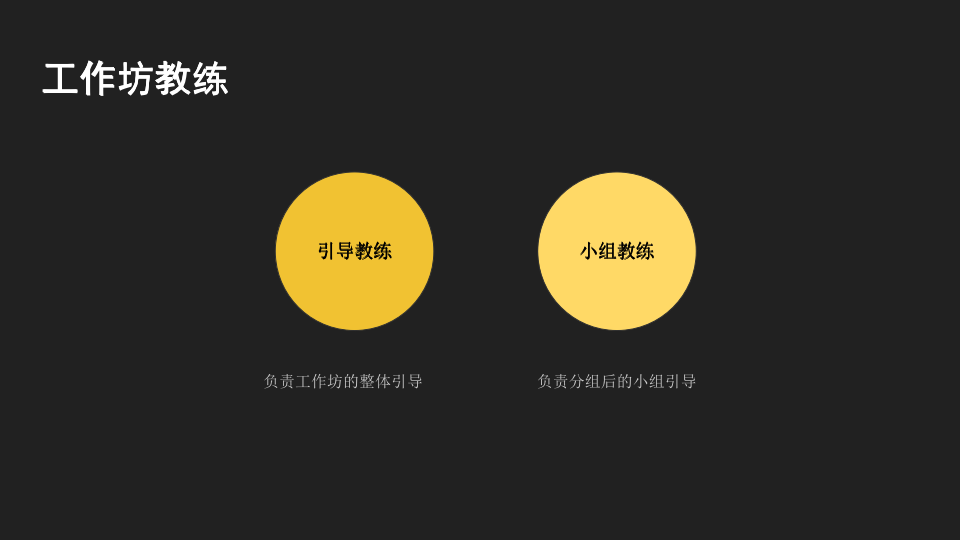 工作坊教练
引导教练
小组教练
负责工作坊的整体引导
负责分组后的小组引导